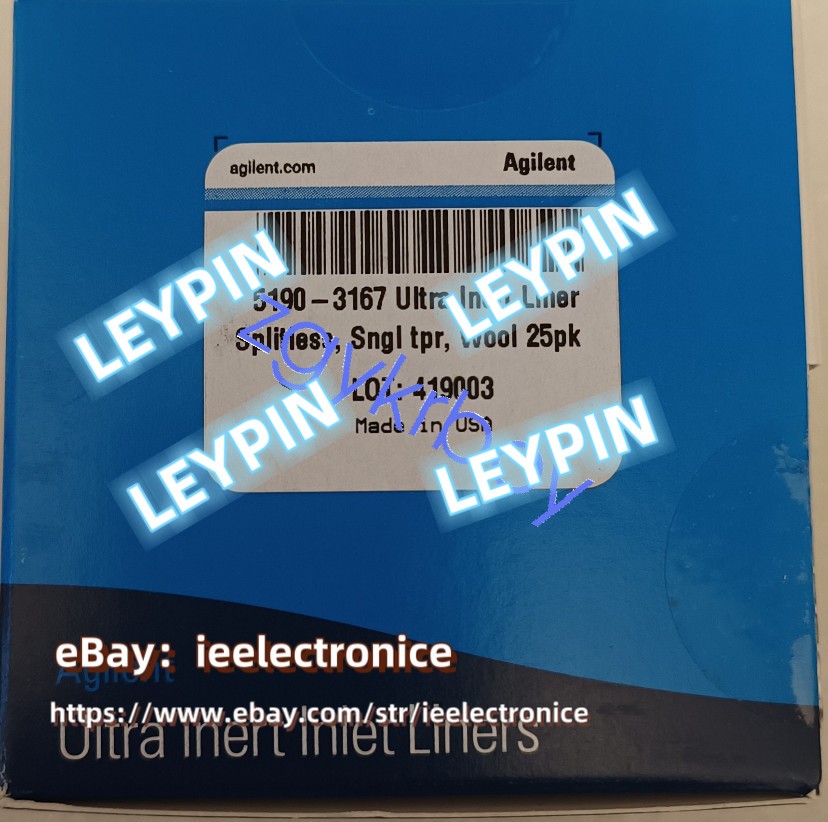 agilent.com
Agilent
5190-3167 Ultra Inert Liner
Splitless, Sngl tpr, Wool 25pk
LOT: 419003
Made in USA
LEYPIN
LEYPIN
LEYPIN
LEYPIN
eBay: ieelectronice
Agilent
https://www.ebay.com/str/ieelectronice
Ultra Inert Inlet Liners